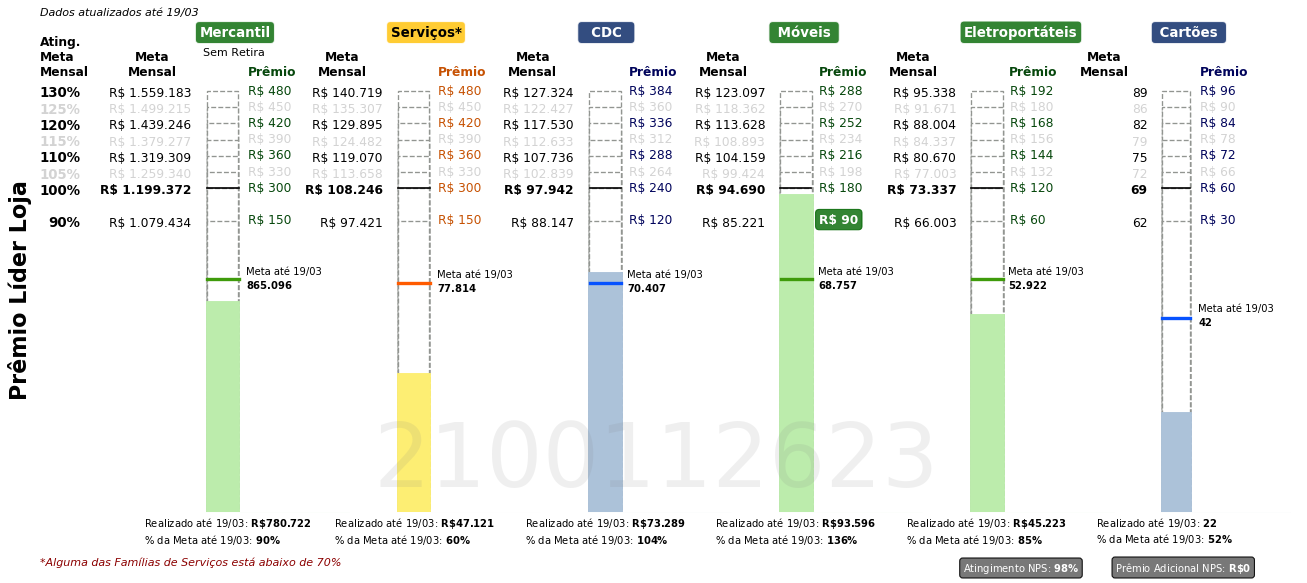 Dados atualizados até 19/03
Mercantil Serviços* CDC Móveis Eletroportáteis Cartões
Sem Retira
Ating. Meta Mensal Meta Mensal Prêmio Meta Mensal Prêmio Meta Mensal Prêmio Meta Mensal Prêmio Meta Mensal Prêmio Meta Mensal Prêmio
130% R$ 1.559.183 R$ 480 R$ 140.719 R$ 480 R$ 127.324 R$ 384 R$ 123.097 R$ 288 R$ 95.338 R$ 192 89 R$ 96
125% R$ 1.499.215 R$ 450 R$ 135.307 R$ 450 R$ 122.427 R$ 360 R$ 118.362 R$ 270 R$ 91.671 R$ 180 86 R$ 90
120% R$ 1.439.246 R$ 420 R$ 129.895 R$ 420 R$ 117.530 R$ 336 R$ 113.628 R$ 252 R$ 88.004 R$ 168 82 R$ 84
115% R$ 1.379.277 R$ 390 R$ 124.482 R$ 390 R$ 112.633 R$ 312 R$ 108.893 R$ 234 R$ 84.337 R$ 156 79 R$ 78
110% R$ 1.319.309 R$ 360 R$ 119.070 R$ 360 R$ 107.736 R$ 288 R$ 104.159 R$ 216 R$ 80.670 R$ 144 75 R$ 72
105% R$ 1.259.340 R$ 330 R$ 113.658 R$ 330 R$ 102.839 R$ 264 R$ 99.424 R$ 198 R$ 77.003 R$ 132 72 R$ 66
100% R$ 1.199.372 R$ 300 R$ 108.246 R$ 300 R$ 97.942 R$ 240 R$ 94.690 R$ 180 R$ 73.337 R$ 120 69 R$ 60
90% R$ 1.079.434 R$ 150 R$ 97.421 R$ 150 R$ 88.147 R$ 120 R$ 85.221 R$ 90 R$ 66.003 R$ 60 62 R$ 30
Prêmio Líder Loja
Meta até 19/03 Meta até 19/03 Meta até 19/03 Meta até 19/03 Meta até 19/03
865.096 77.814 70.407 68.757 52.922
Meta até 19/03
42
2100112623
Realizado até 19/03: R$780.722 Realizado até 19/03: R$47.121 Realizado até 19/03: R$73.289 Realizado até 19/03: R$93.596 Realizado até 19/03: R$45.223 Realizado até 19/03: 22
% da Meta até 19/03: 90% % da Meta até 19/03: 60% % da Meta até 19/03: 104% % da Meta até 19/03: 136% % da Meta até 19/03: 85% % da Meta até 19/03: 52%
*Alguma das Famílias de Serviços está abaixo de 70%
Atingimento NPS: 98% Prêmio Adicional NPS: R$0